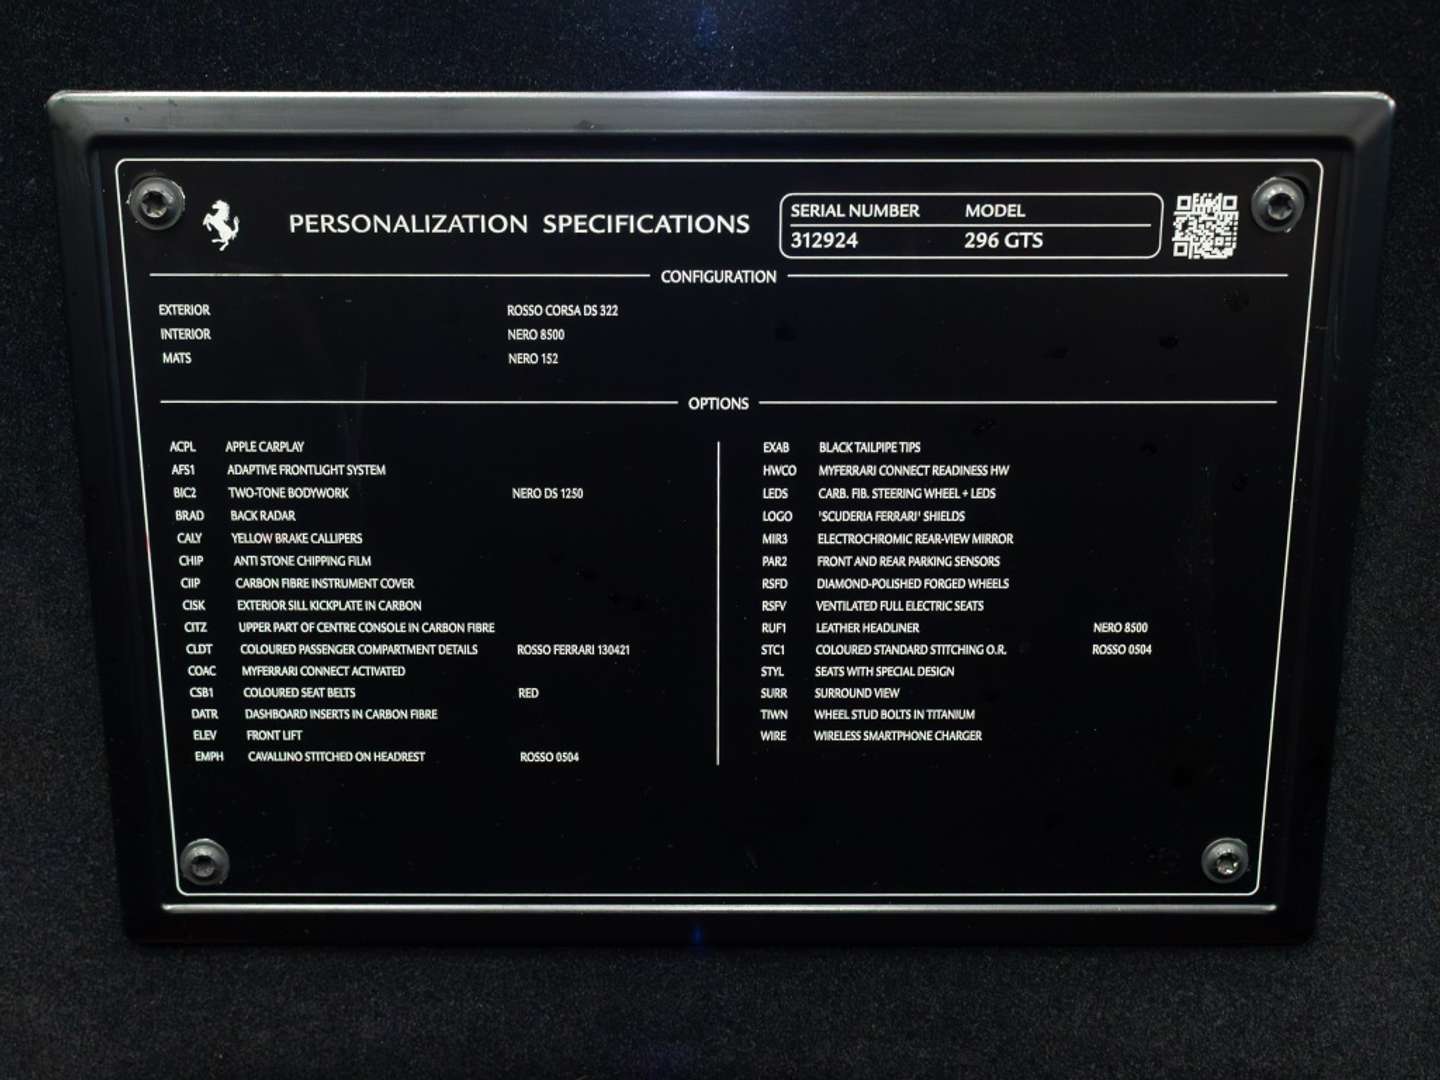 PERSONALIZATION SPECIFICATIONS
SERIAL NUMBER MODEL
312924 296 GTS
CONFIGURATION
EXTERIOR ROSSO CORSA DS 322
INTERIOR NERO 8500
MATS NERO 152
OPTIONS
ACPL APPLE CARPLAY
AFS1 ADAPTIVE FRONTLIGHT SYSTEM
BIC2 TWO-TONE BODYWORK NERO DS 1250
BRAD BACK RADAR
CALY YELLOW BRAKE CALLIPERS
CHIP ANTI STONE CHIPPING FILM
CIIP CARBON FIBRE INSTRUMENT COVER
CISK EXTERIOR SILL KICKPLATE IN CARBON
CITZ UPPER PART OF CENTRE CONSOLE IN CARBON FIBRE
CLDT COLOURED PASSENGER COMPARTMENT DETAILS ROSSO FERRARI 130421
COAC MYFERRARI CONNECT ACTIVATED
CSB1 COLOURED SEAT BELTS RED
DATR DASHBOARD INSERTS IN CARBON FIBRE
ELEV FRONT LIFT
EMPH CAVALLINO STITCHED ON HEADREST ROSSO 0504
EXAB BLACK TAILPIPE TIPS
HWCO MYFERRARI CONNECT READINESS HW
LEDS CARB. FIB. STEERING WHEEL + LEDS
LOGO 'SCUDERIA FERRARI' SHIELDS
MIR3 ELECTROCHROMIC REAR-VIEW MIRROR
PAR2 FRONT AND REAR PARKING SENSORS
RSFD DIAMOND-POLISHED FORGED WHEELS
RSFV VENTILATED FULL ELECTRIC SEATS
RUF1 LEATHER HEADLINER NERO 8500
STC1 COLOURED STANDARD STITCHING O.R. ROSSO 0504
STYL SEATS WITH SPECIAL DESIGN
SURR SURROUND VIEW
TIWN WHEEL STUD BOLTS IN TITANIUM
WIRE WIRELESS SMARTPHONE CHARGER